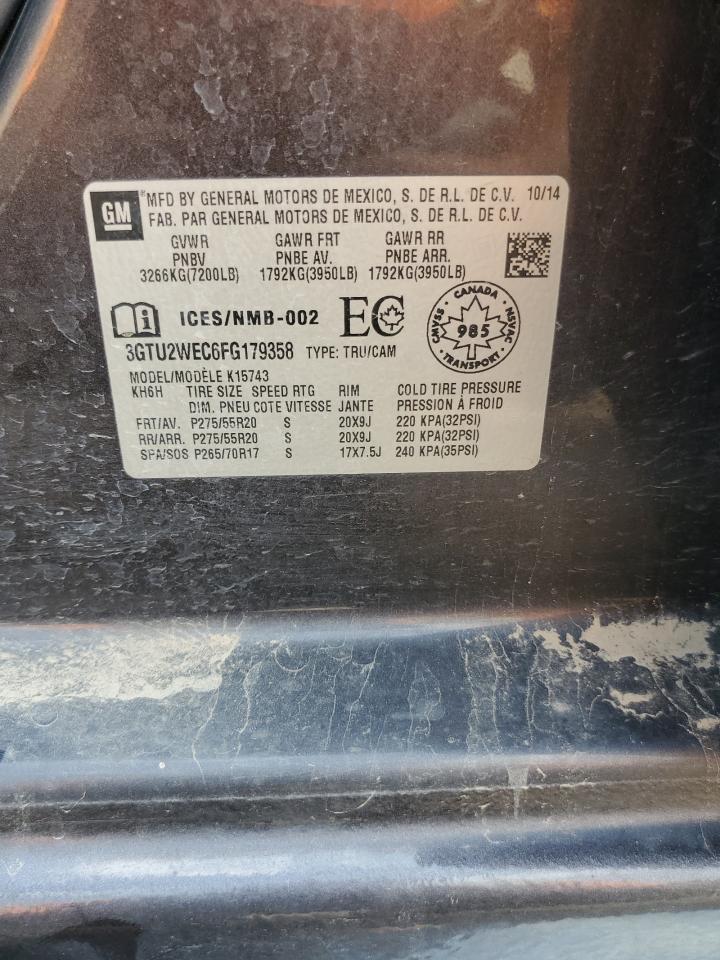 GM
*MFD BY GENERAL MOTORS DE MEXICO, S. DE R.L. DE C.V. 10/14
FAB. PAR GENERAL MOTORS DE MEXICO, S. DE R.L. DE C.V.
GVWR GAWR FRT GAWR RR
PNBV PNBE AV. PNBE ARR.
3266KG(7200LB) 1792KG(3950LB) 1792KG(3950LB)
i ICES/NMB-002 EC
CANADA CMVSS 985 NSVAC TRANSPORT
3GTU2WEC6FG179358 TYPE: TRU/CAM
MODEL/MODÈLE K15743
KH6H TIRE SIZE SPEED RTG RIM COLD TIRE PRESSURE
DIM. PNEU COTE VITESSE JANTE PRESSION À FROID
FRT/AV. P275/55R20 S 20X9J 220 KPA(32PSI)
RR/ARR. P275/55R20 S 20X9J 220 KPA(32PSI)
SPA/SOS P265/70R17 S 17X7.5J 240 KPA(35PSI)